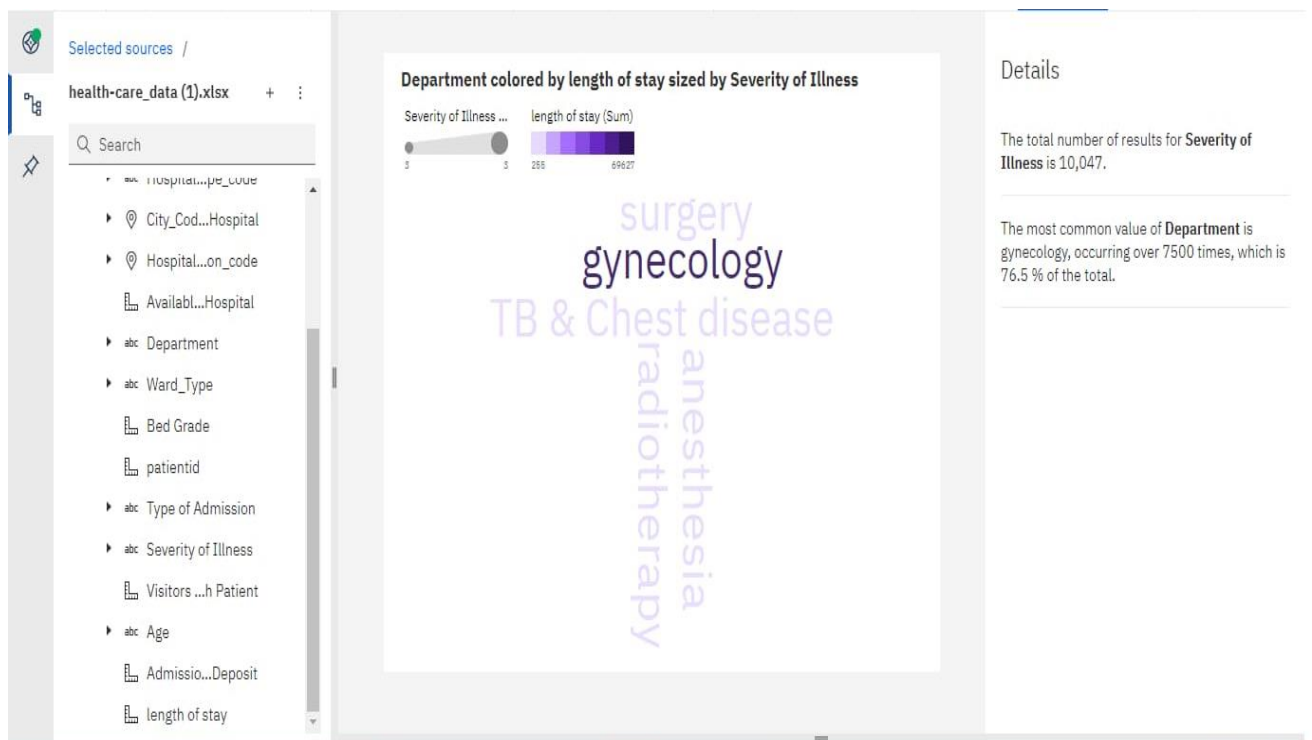 Selected sources /
health-care_data (1).xlsx + ⋮
Search
abc Hospital...pe_code
City_Cod...Hospital
Hospital...on_code
Availabl...Hospital
abc Department
abc Ward_Type
Bed Grade
patientid
abc Type of Admission
abc Severity of Illness
Visitors ...h Patient
abc Age
Admissio...Deposit
length of stay
Department colored by length of stay sized by Severity of Illness
Severity of Illness ... length of stay (Sum)
3 3 255 69627
surgery
gynecology
TB & Chest disease
radiotherapy
anesthesia
Details
The total number of results for Severity of
Illness is 10,047.
The most common value of Department is
gynecology, occurring over 7500 times, which is
76.5 % of the total.